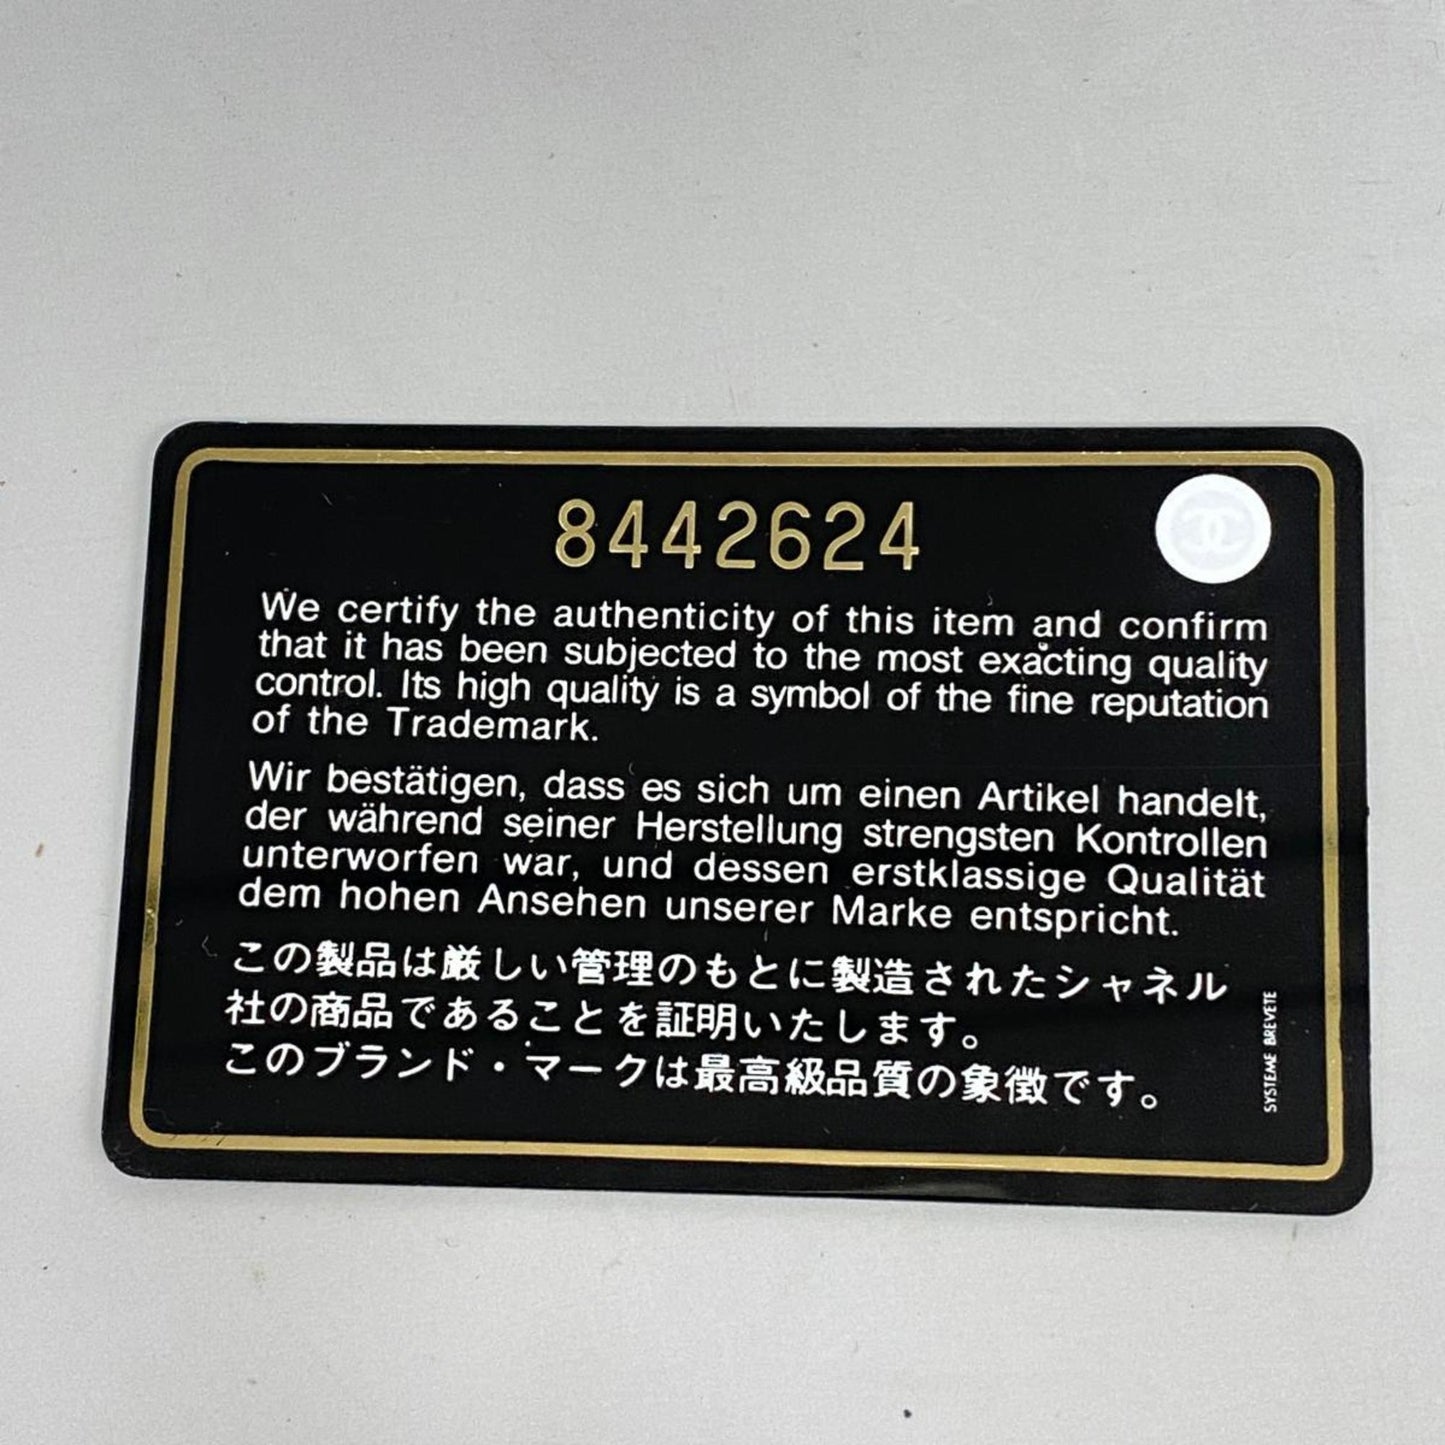 8442624
We certify the authenticity of this item and confirm
that it has been subjected to the most exacting quality
control. Its high quality is a symbol of the fine reputation
of the Trademark.
Wir bestätigen, dass es sich um einen Artikel handelt,
der während seiner Herstellung strengsten Kontrollen
unterworfen war, und dessen erstklassige Qualität
dem hohen Ansehen unserer Marke entspricht.
この製品は厳しい管理のもとに製造されたシャネル
社の商品であることを証明いたします。
このブランド・マークは最高級品質の象徴です。
SYSTEME BREVETE